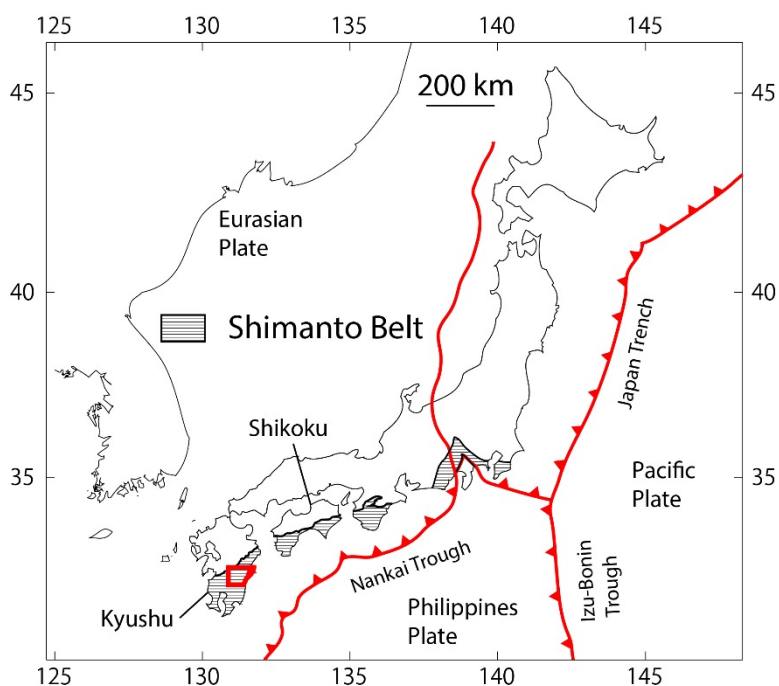 125 130 135 140 145
200 km
45 45
Eurasian
Plate
40 40
Shimanto Belt
Japan Trench
Shikoku
35 35
Pacific
Plate
Nankai Trough
Izu-Bonin
Trough
Kyushu
Philippines
Plate
125 130 135 140 145